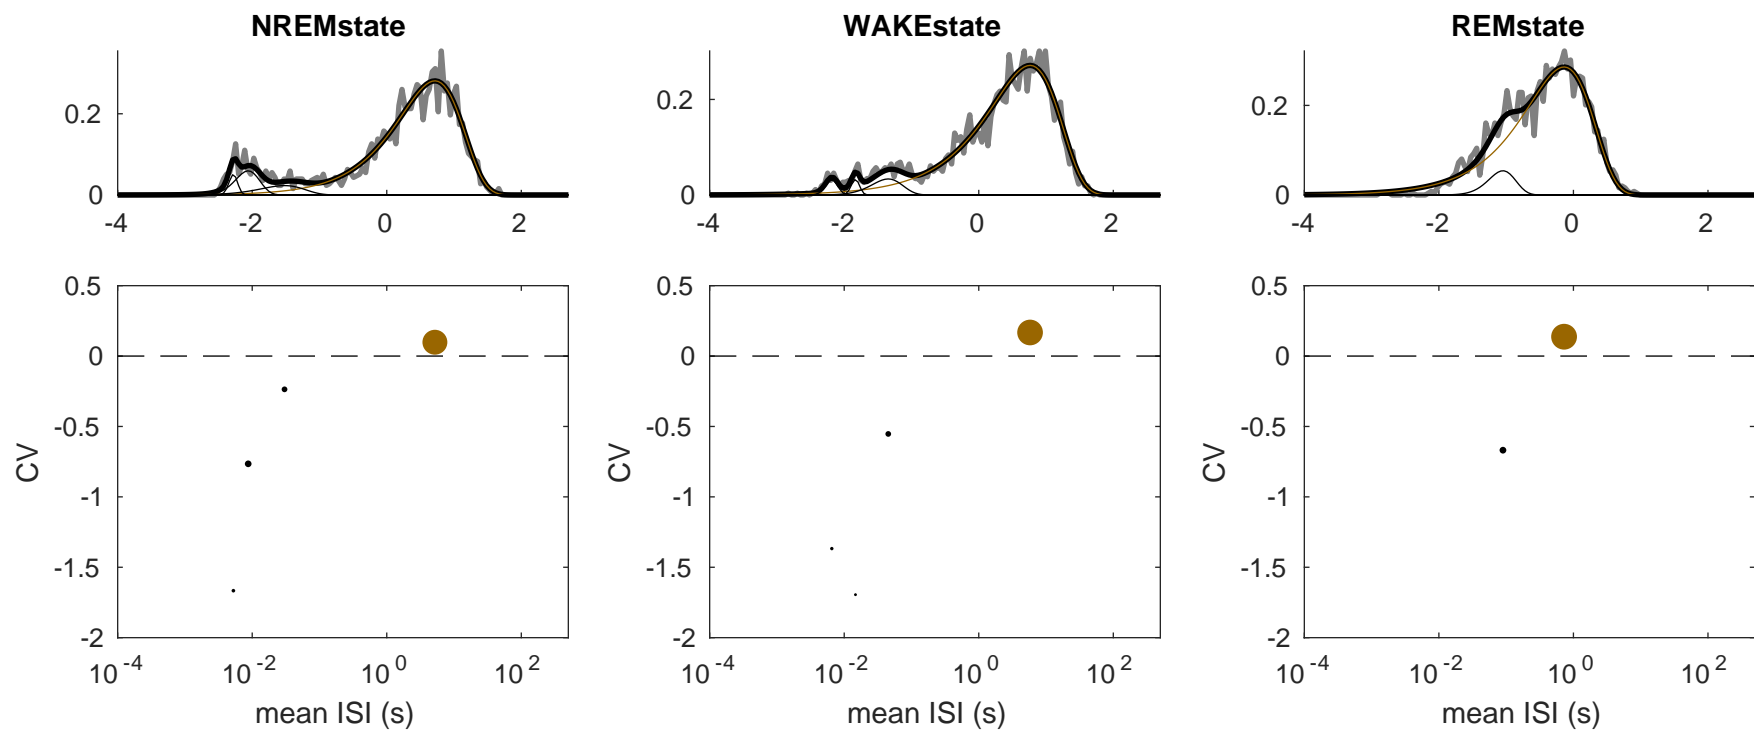 NREMstate WAKEstate REMstate
0.2 0.2 0.2
0 0 0
-4 -2 0 2 -4 -2 0 2 -2 0 2
0.5 0.5 0.5
0 0 0
-0.5 -0.5 -0.5
CV CV CV
-1 -1 -1
-1.5 -1.5 -1.5
-2 -2 -2
10^-4 10^-2 10^0 10^2 10^-4 10^-2 10^0 10^2 10^-4 10^-2 10^0 10^2
mean ISI (s) mean ISI (s) mean ISI (s)